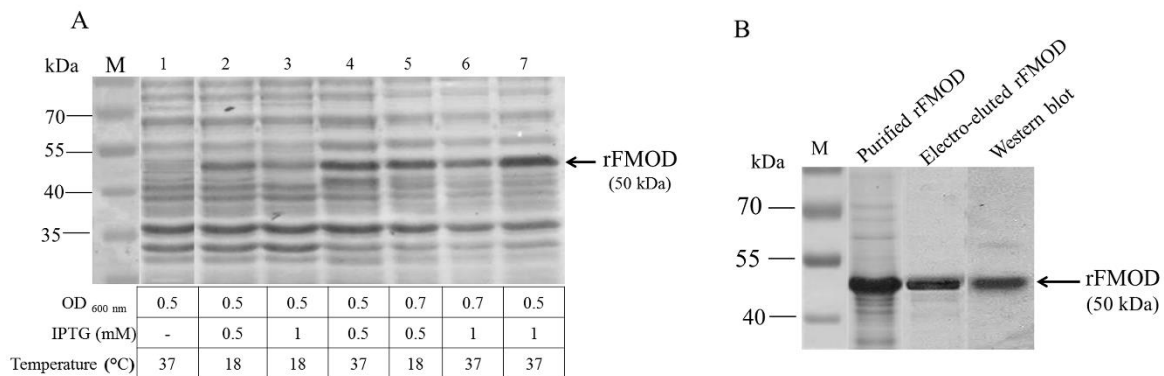 A
kDa M 1 2 3 4 5 6 7
70
55
40
35
rFMOD
(50 kDa)
OD 600 nm 0.5 0.5 0.5 0.5 0.7 0.7 0.5
IPTG (mM) - 0.5 1 0.5 0.5 1 1
Temperature (°C) 37 18 18 37 18 37 37
B
kDa M Purified rFMOD Electro-eluted rFMOD Western blot
70
55
40
rFMOD
(50 kDa)